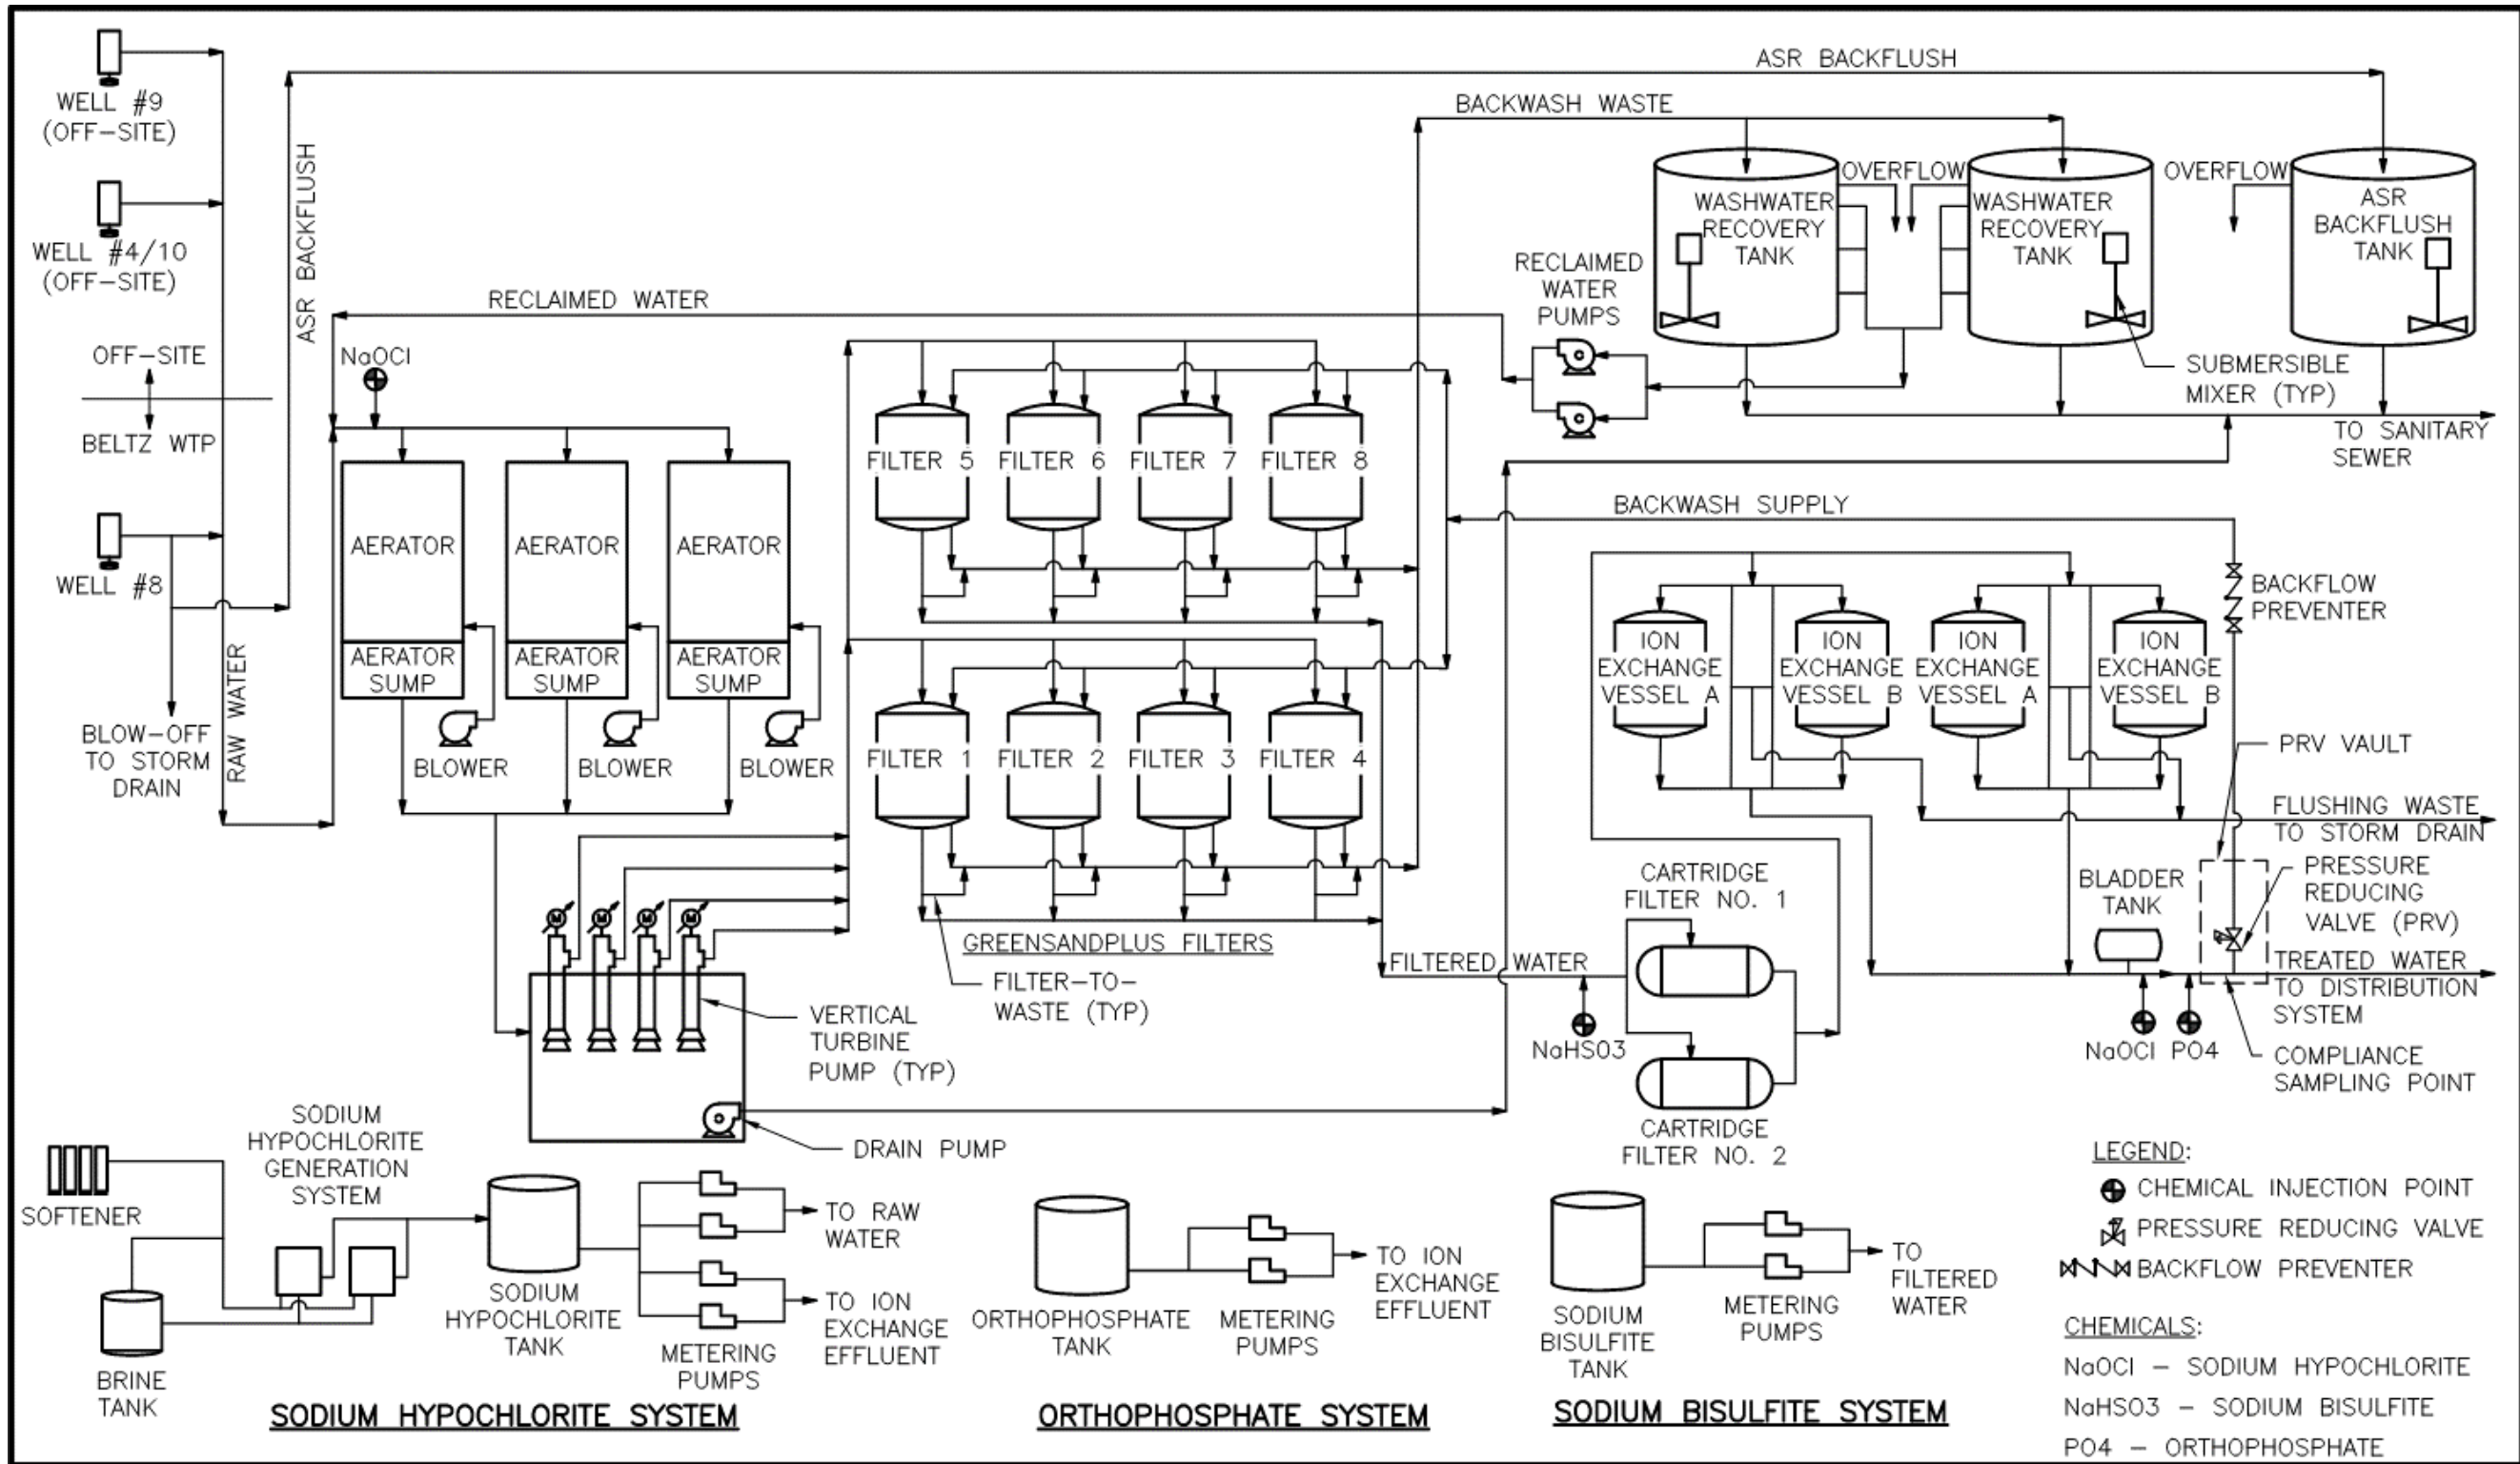 WELL #9
(OFF-SITE)
WELL #4/10
(OFF-SITE)
OFF-SITE
BELTZ WTP
WELL #8
BLOW-OFF
TO STORM
DRAIN
RAW WATER
ASR BACKFLUSH
ASR BACKFLUSH
BACKWASH WASTE
RECLAIMED WATER
NaOCl
AERATOR
AERATOR
SUMP
BLOWER
AERATOR
AERATOR
SUMP
BLOWER
AERATOR
AERATOR
SUMP
BLOWER
FILTER 5
FILTER 6
FILTER 7
FILTER 8
FILTER 1
FILTER 2
FILTER 3
FILTER 4
GREENSANDPLUS FILTERS
FILTER-TO-
WASTE (TYP)
VERTICAL
TURBINE
PUMP (TYP)
DRAIN PUMP
M
M
M
M
RECLAIMED
WATER
PUMPS
WASHWATER
RECOVERY
TANK
OVERFLOW
WASHWATER
RECOVERY
TANK
OVERFLOW
ASR
BACKFLUSH
TANK
SUBMERSIBLE
MIXER (TYP)
TO SANITARY
SEWER
BACKWASH SUPPLY
BACKFLOW
PREVENTER
ION
EXCHANGE
VESSEL A
ION
EXCHANGE
VESSEL B
ION
EXCHANGE
VESSEL A
ION
EXCHANGE
VESSEL B
PRV VAULT
FLUSHING WASTE
TO STORM DRAIN
PRESSURE
REDUCING
VALVE (PRV)
BLADDER
TANK
TREATED WATER
TO DISTRIBUTION
SYSTEM
NaOCl
PO4
COMPLIANCE
SAMPLING POINT
FILTERED WATER
NaHSO3
CARTRIDGE
FILTER NO. 1
CARTRIDGE
FILTER NO. 2
SOFTENER
BRINE
TANK
SODIUM
HYPOCHLORITE
GENERATION
SYSTEM
SODIUM
HYPOCHLORITE
TANK
METERING
PUMPS
TO RAW
WATER
TO ION
EXCHANGE
EFFLUENT
SODIUM HYPOCHLORITE SYSTEM
ORTHOPHOSPHATE
TANK
METERING
PUMPS
TO ION
EXCHANGE
EFFLUENT
ORTHOPHOSPHATE SYSTEM
SODIUM
BISULFITE
TANK
METERING
PUMPS
TO
FILTERED
WATER
SODIUM BISULFITE SYSTEM
LEGEND:
CHEMICAL INJECTION POINT
PRESSURE REDUCING VALVE
BACKFLOW PREVENTER
CHEMICALS:
NaOCl - SODIUM HYPOCHLORITE
NaHSO3 - SODIUM BISULFITE
PO4 - ORTHOPHOSPHATE